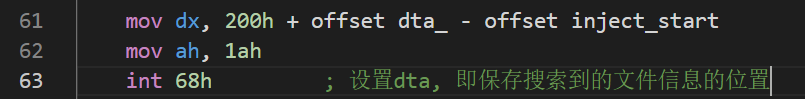 61 mov dx, 200h + offset dta_ - offset inject_start
62 mov ah, 1ah
63 int 68h ; 设置dta, 即保存搜索到的文件信息的位置